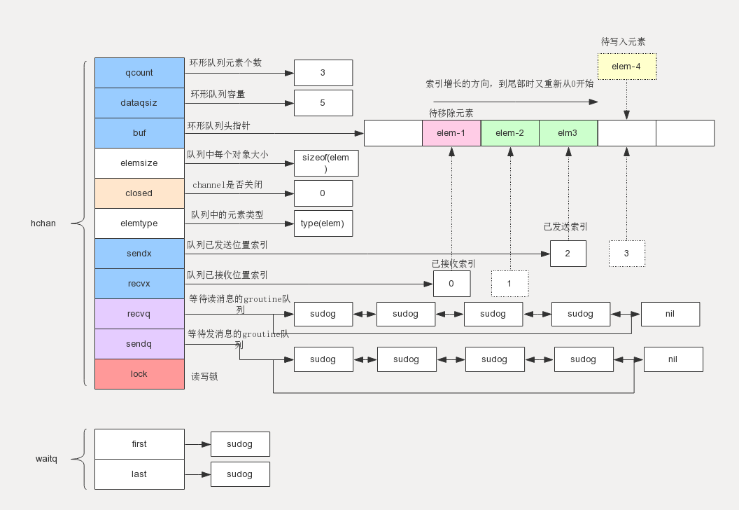 待写入元素
elem-4
索引增长的方向，到尾部时又重新从0开始
待移除元素
elem-1
elem-2
elm3
hchan
qcount
环形队列元素个数
3
dataqsiz
环形队列容量
5
buf
环形队列头指针
elemsize
队列中每个对象大小
sizeof(elem
)
closed
channel是否关闭
0
elemtype
队列中的元素类型
type(elem)
已发送索引
sendx
队列已发送位置索引
2
3
已接收索引
recvx
队列已接收位置索引
0
1
recvq
等待读消息的groutine队
列
sudog
sudog
sudog
sudog
nil
sendq
等待发消息的groutine队
列
sudog
sudog
sudog
sudog
nil
lock
读写锁
waitq
first
sudog
last
sudog